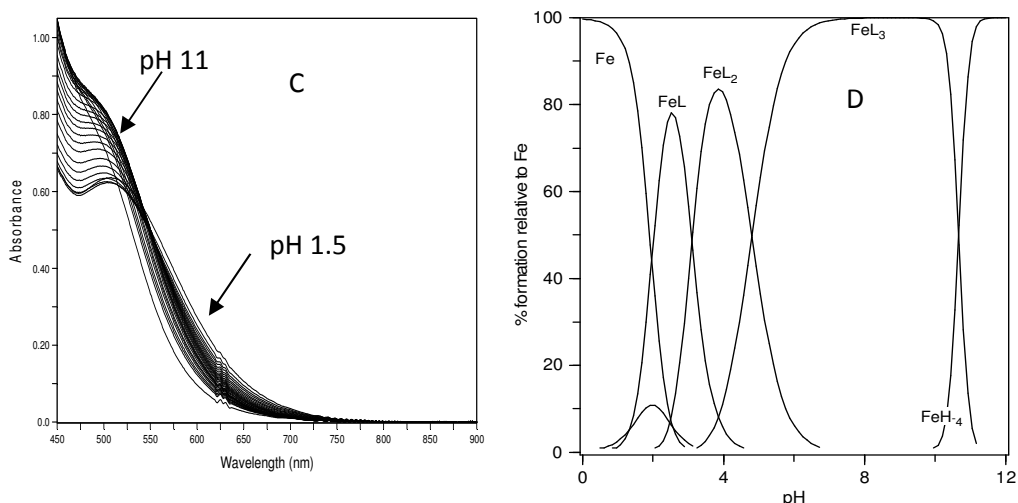 C
pH 11
pH 1.5
Absorbance
1.00
0.80
0.60
0.40
0.20
0.0
450
500
550
600
650
700
750
800
850
900
Wavelength (nm)
D
Fe
FeL
FeL₂
FeL₃
FeH₋₄
% formation relative to Fe
100
80
60
40
20
0
0
4
8
12
pH